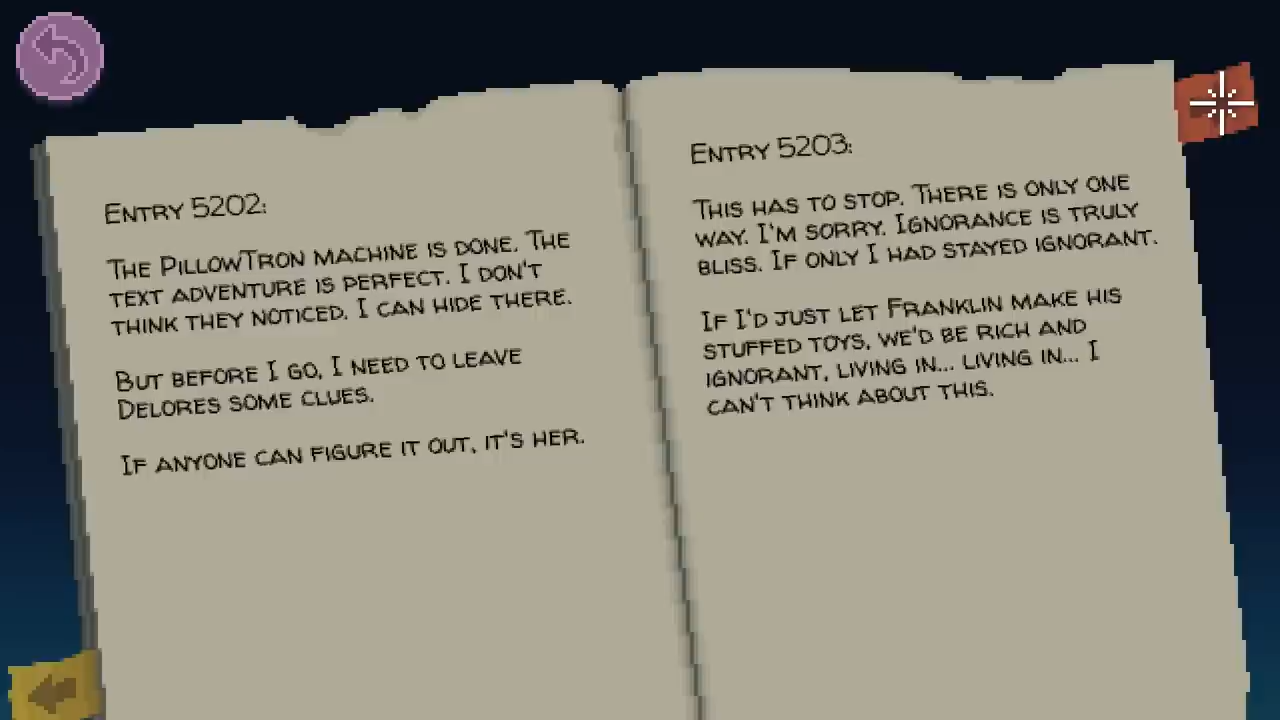 Entry 5202:
The PillowTron machine is done. The
text adventure is perfect. I don't
think they noticed. I can hide there.
But before I go, I need to leave
Delores some clues.
If anyone can figure it out, it's her.
Entry 5203:
This has to stop. There is only one
way. I'm sorry. Ignorance is truly
bliss. If only I had stayed ignorant.
If I'd just let Franklin make his
stuffed toys, we'd be rich and
ignorant, living in... living in... I
can't think about this.